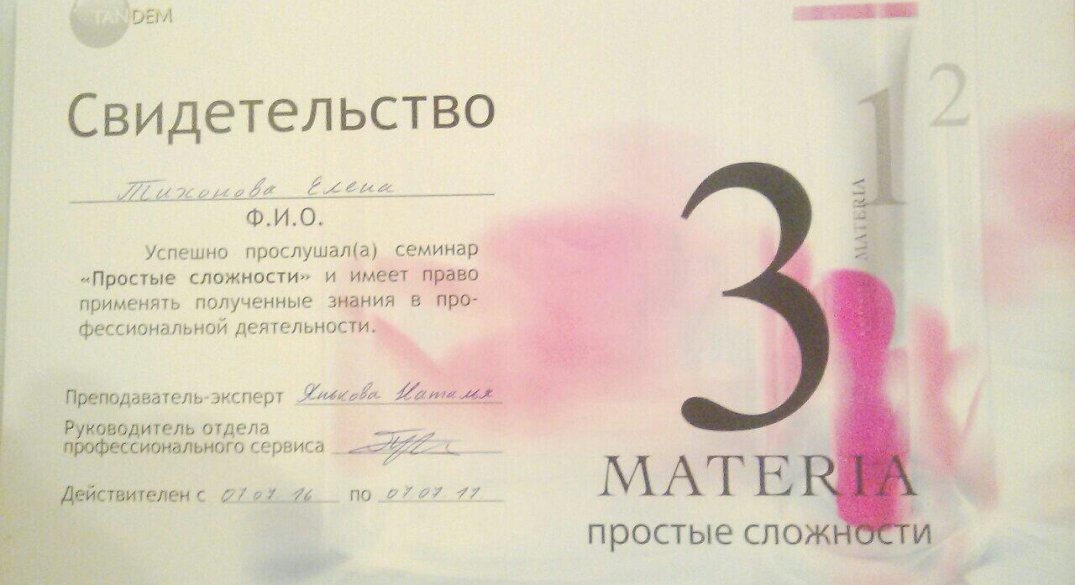 TANDEM
Свидетельство
Тихонова Елена
Ф.И.О.
Успешно прослушал(а) семинар
«Простые сложности» и имеет право
применять полученные знания в про-
фессиональной деятельности.
Преподаватель-эксперт Янькова Наталья
Руководитель отдела
профессионального сервиса
Действителен с 07 07 16 по 07 07 17
1 2
MATERIA
3
MATERIA
простые сложности